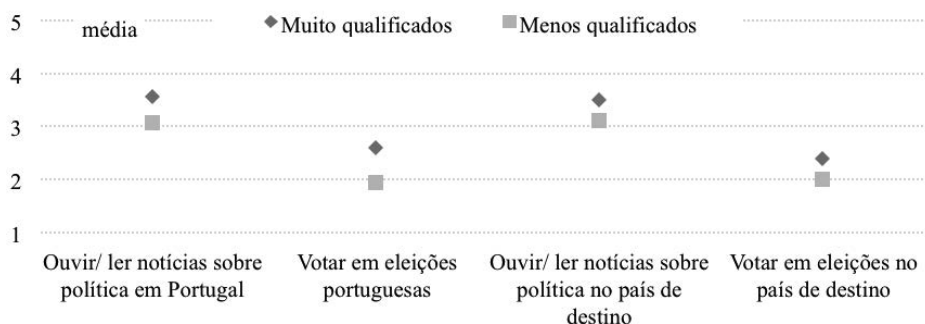 5
média
Muito qualificados
Menos qualificados
4
3
2
1
Ouvir/ ler notícias sobre
política em Portugal
Votar em eleições
portuguesas
Ouvir/ ler notícias sobre
política no país de
destino
Votar em eleições no
país de destino